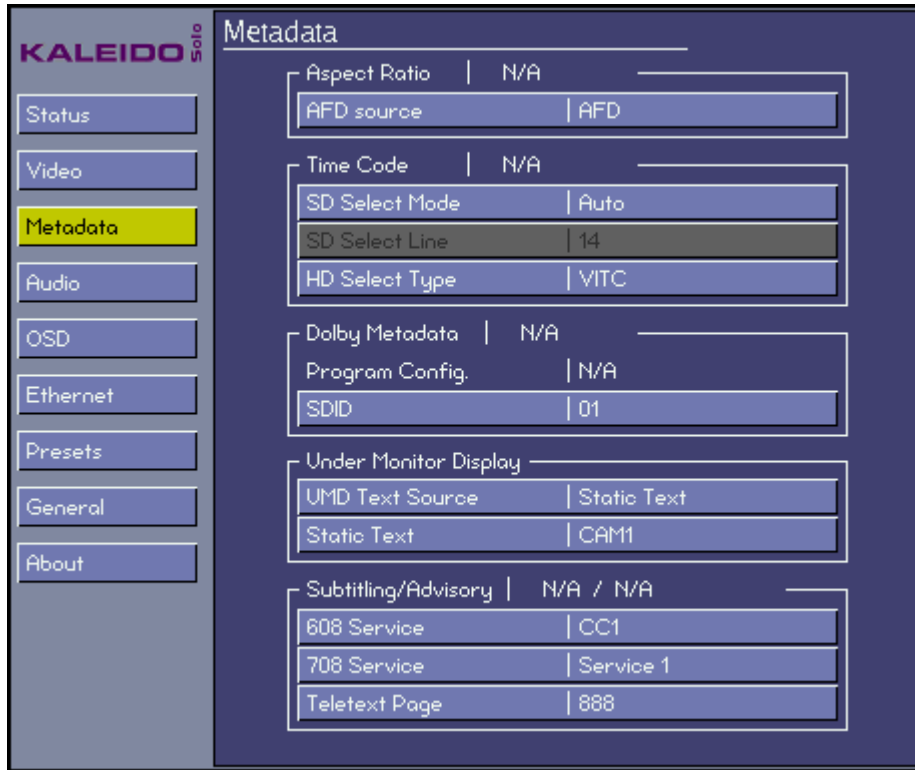 KALEIDO Solo
Status
Video
Metadata
Audio
OSD
Ethernet
Presets
General
About
Metadata
Aspect Ratio | N/A
AFD source | AFD
Time Code | N/A
SD Select Mode | Auto
SD Select Line | 14
HD Select Type | VITC
Dolby Metadata | N/A
Program Config. | N/A
SDID | 01
Under Monitor Display
UMD Text Source | Static Text
Static Text | CAM1
Subtitling/Advisory | N/A / N/A
608 Service | CC1
708 Service | Service 1
Teletext Page | 888